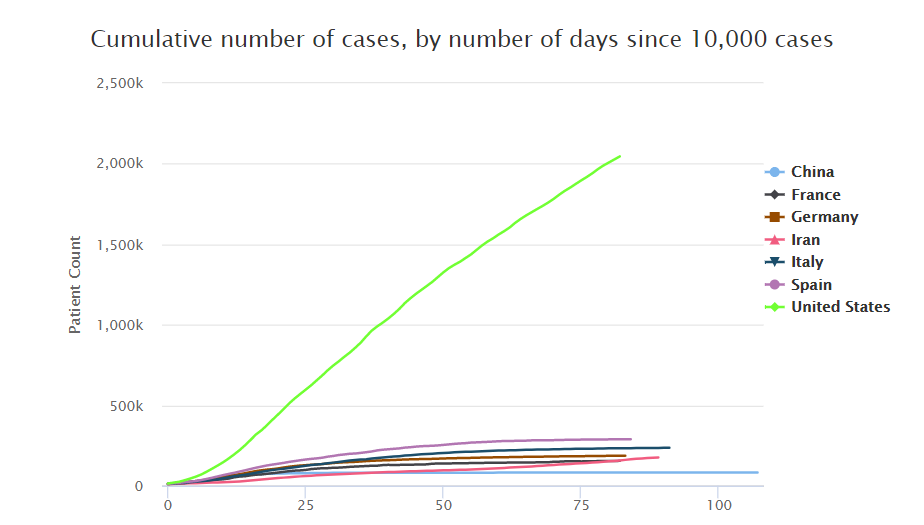 Cumulative number of cases, by number of days since 10,000 cases
2,500k
2,000k
1,500k
1,000k
500k
0
Patient Count
0
25
50
75
100
China
France
Germany
Iran
Italy
Spain
United States